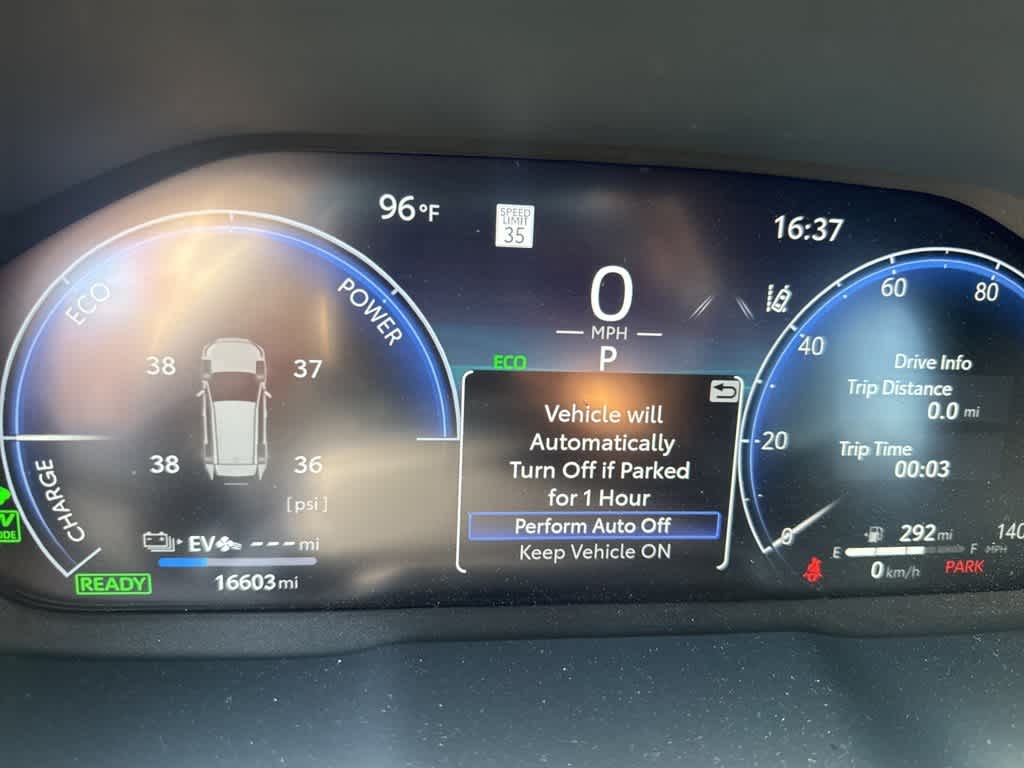 96°F
SPEED
LIMIT
35
16:37
ECO
POWER
CHARGE
38
37
38
36
[psi]
EV --- mi
READY
16603 mi
0
MPH
P
ECO
Vehicle will
Automatically
Turn Off if Parked
for 1 Hour
Perform Auto Off
Keep Vehicle ON
0
20
40
60
80
140
MPH
Drive Info
Trip Distance
0.0 mi
Trip Time
00:03
292 mi
E
F
0 km/h
PARK